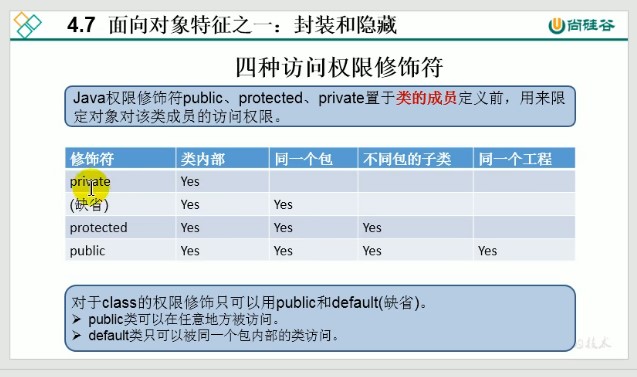 4.7 面向对象特征之一：封装和隐藏
尚硅谷
四种访问权限修饰符
Java权限修饰符public、protected、private置于类的成员定义前，用来限
定对象对该类成员的访问权限。
修饰符 类内部 同一个包 不同包的子类 同一个工程
private Yes
(缺省) Yes Yes
protected Yes Yes Yes
public Yes Yes Yes Yes
对于class的权限修饰只可以用public和default(缺省)。
➢ public类可以在任意地方被访问。
➢ default类只可以被同一个包内部的类访问。